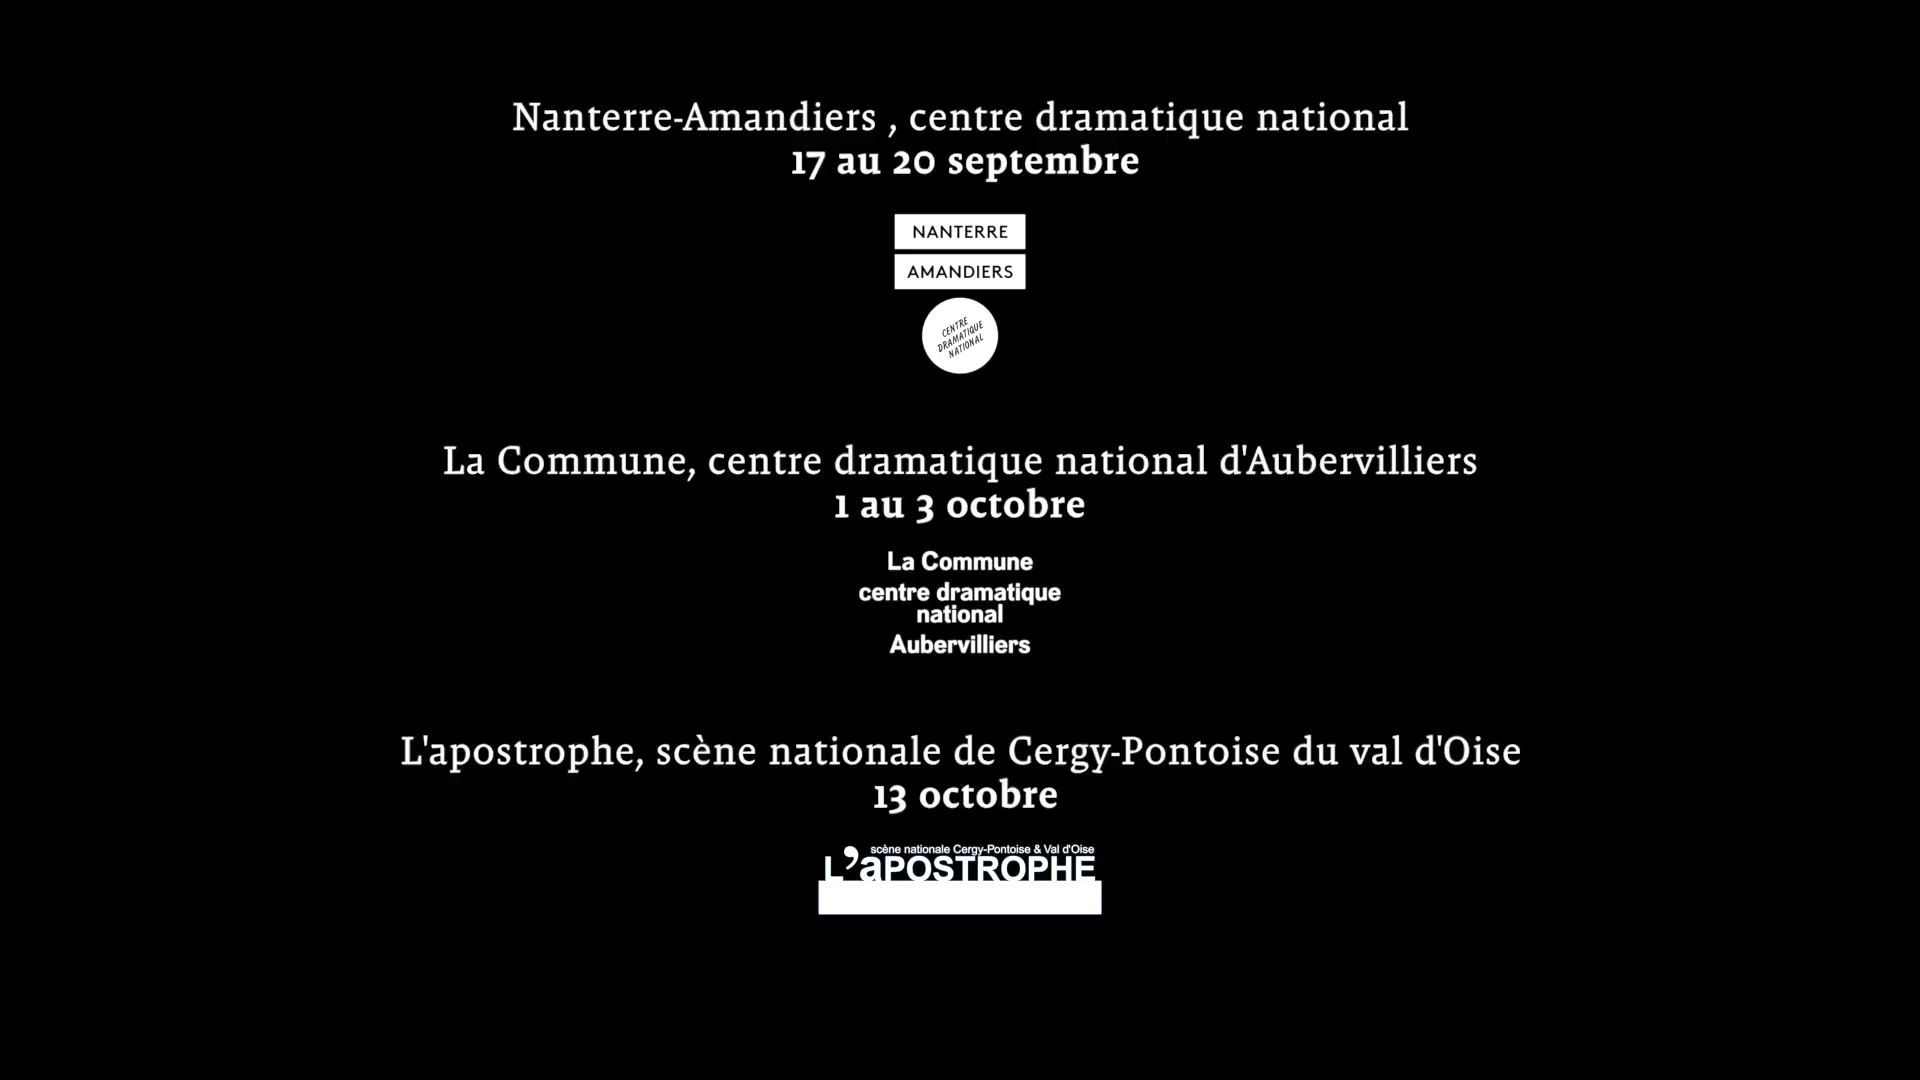 Nanterre-Amandiers , centre dramatique national
17 au 20 septembre
NANTERRE
AMANDIERS
CENTRE
DRAMATIQUE
NATIONAL
La Commune, centre dramatique national d'Aubervilliers
1 au 3 octobre
La Commune
centre dramatique
national
Aubervilliers
L'apostrophe, scène nationale de Cergy-Pontoise du val d'Oise
13 octobre
scène nationale Cergy-Pontoise & Val d'Oise
L'aPOSTROPHE